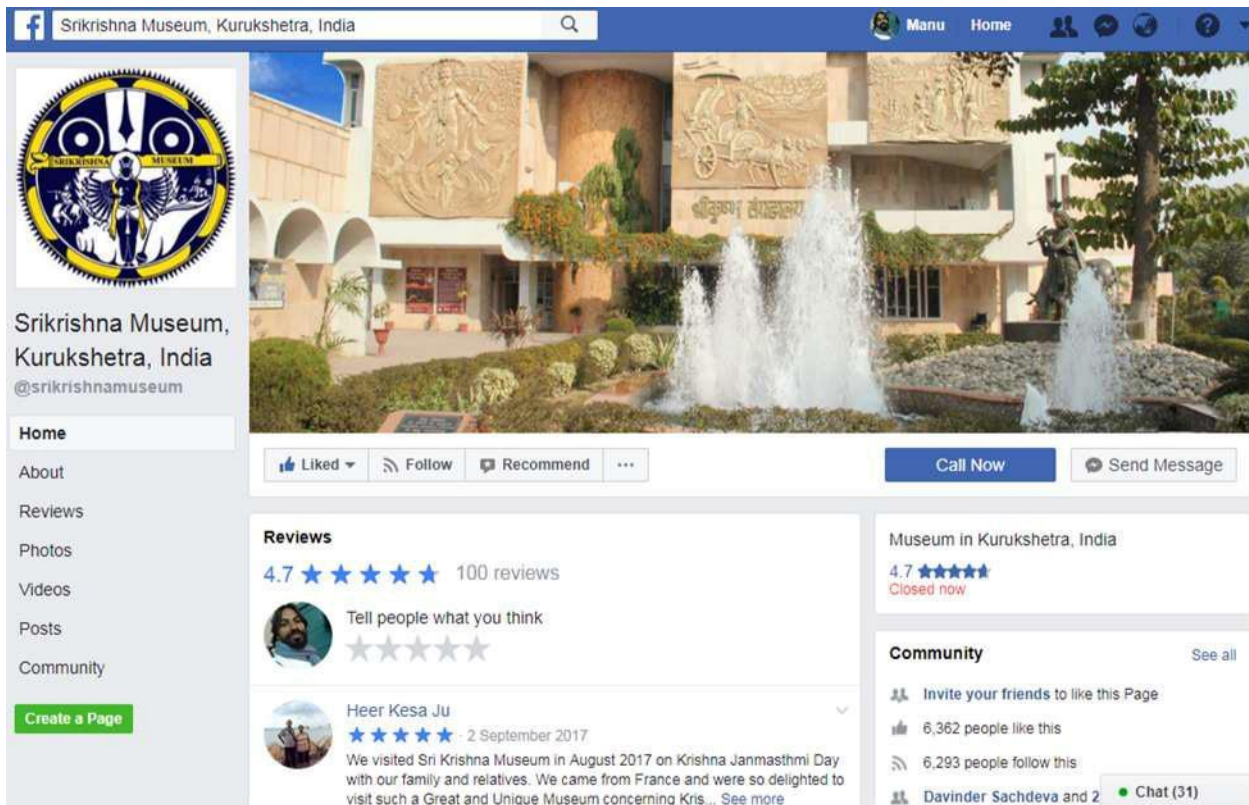 Srikrishna Museum, Kurukshetra, India
Manu Home
SRIKRISHNA MUSEUM
श्रीकृष्ण संग्रहालय
Srikrishna Museum,
Kurukshetra, India
@srikrishnamuseum
Home
About
Reviews
Photos
Videos
Posts
Community
Create a Page
Liked Follow Recommend ...
Call Now Send Message
Reviews
4.7 100 reviews
Tell people what you think
Heer Kesa Ju
· 2 September 2017
We visited Sri Krishna Museum in August 2017 on Krishna Janmasthmi Day
with our family and relatives. We came from France and were so delighted to
visit such a Great and Unique Museum concerning Kris... See more
Museum in Kurukshetra, India
4.7
Closed now
Community See all
Invite your friends to like this Page
6,362 people like this
6,293 people follow this
Davinder Sachdeva and 2
Chat (31)